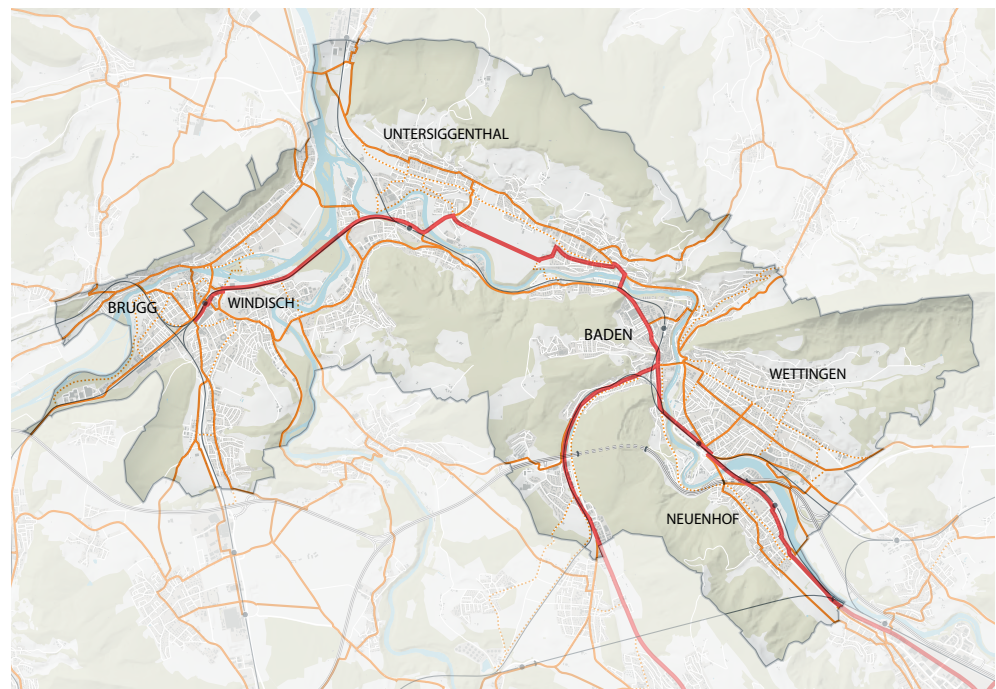 UNTERSIGGENTHAL
BRUGG
WINDISCH
BADEN
WETTINGEN
NEUENHOF